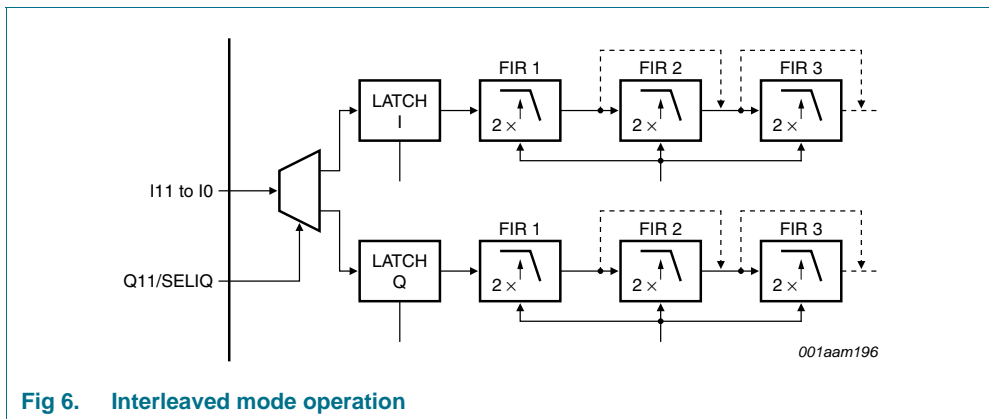 FIR 1 FIR 2 FIR 3
LATCH
I
2 × 2 × 2 ×
I11 to I0
FIR 1 FIR 2 FIR 3
LATCH
Q
Q11/SELIQ
2 × 2 × 2 ×
001aam196
Fig 6. Interleaved mode operation